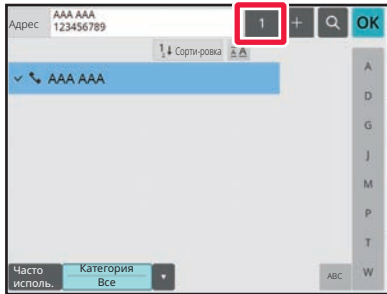 Адрес
AAA AAA
123456789
1
+
OK
Сорти-ровка
AAA AAA
A
D
G
J
M
P
T
W
Часто
исполь.
Категория
Все
ABC